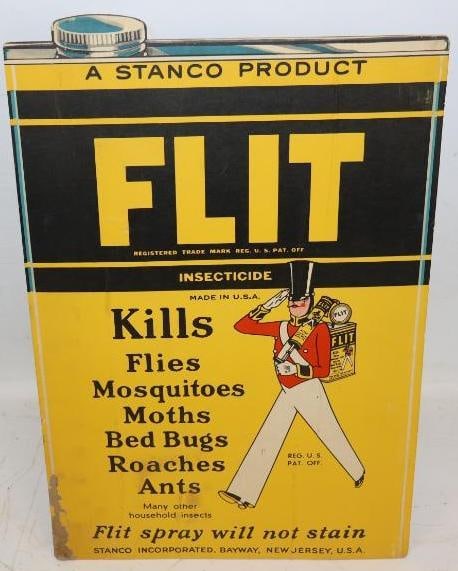 A STANCO PRODUCT
FLIT
REGISTERED TRADE MARK REG. U. S. PAT. OFF
INSECTICIDE
MADE IN U.S.A.
Kills
Flies
Mosquitoes
Moths
Bed Bugs
Roaches
Ants
Many other
household insects
FLIT
FLIT
REG. U. S.
PAT. OFF.
Flit spray will not stain
STANCO INCORPORATED, BAYWAY, NEW JERSEY, U.S.A.